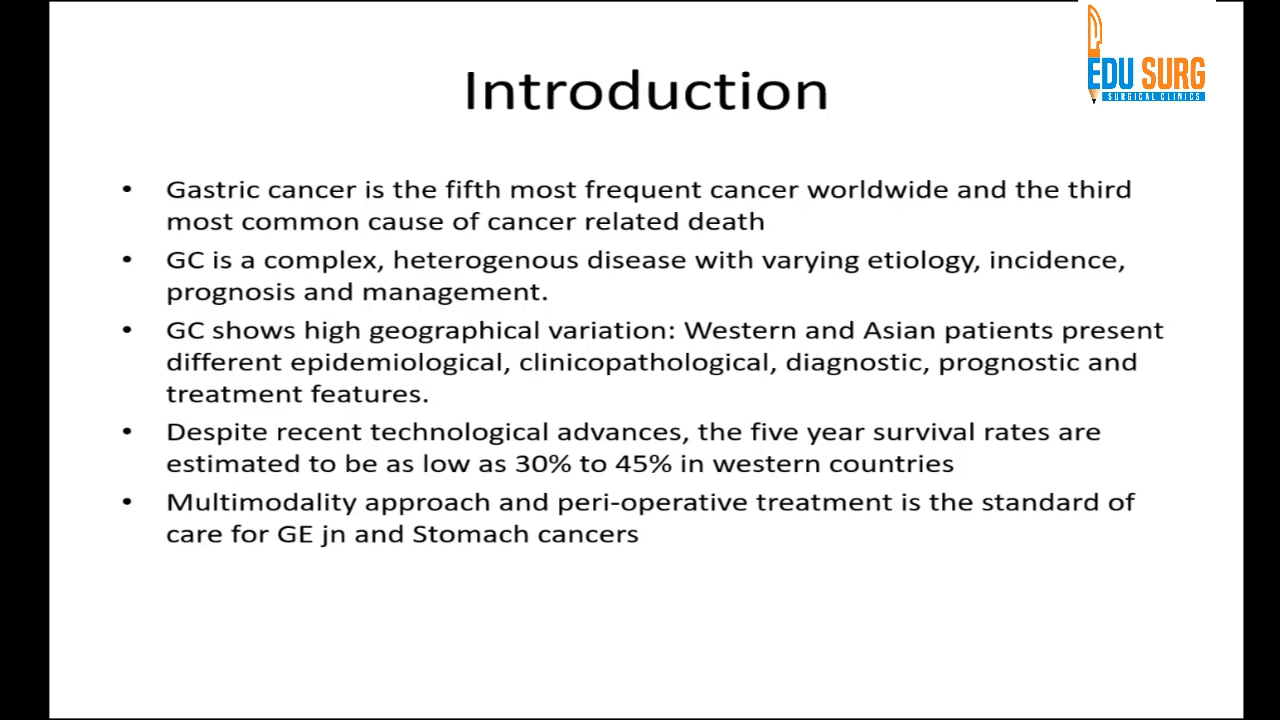 EDU SURG
SURGICAL CLINICS
Introduction
• Gastric cancer is the fifth most frequent cancer worldwide and the third
most common cause of cancer related death
• GC is a complex, heterogenous disease with varying etiology, incidence,
prognosis and management.
• GC shows high geographical variation: Western and Asian patients present
different epidemiological, clinicopathological, diagnostic, prognostic and
treatment features.
• Despite recent technological advances, the five year survival rates are
estimated to be as low as 30% to 45% in western countries
• Multimodality approach and peri-operative treatment is the standard of
care for GE jn and Stomach cancers